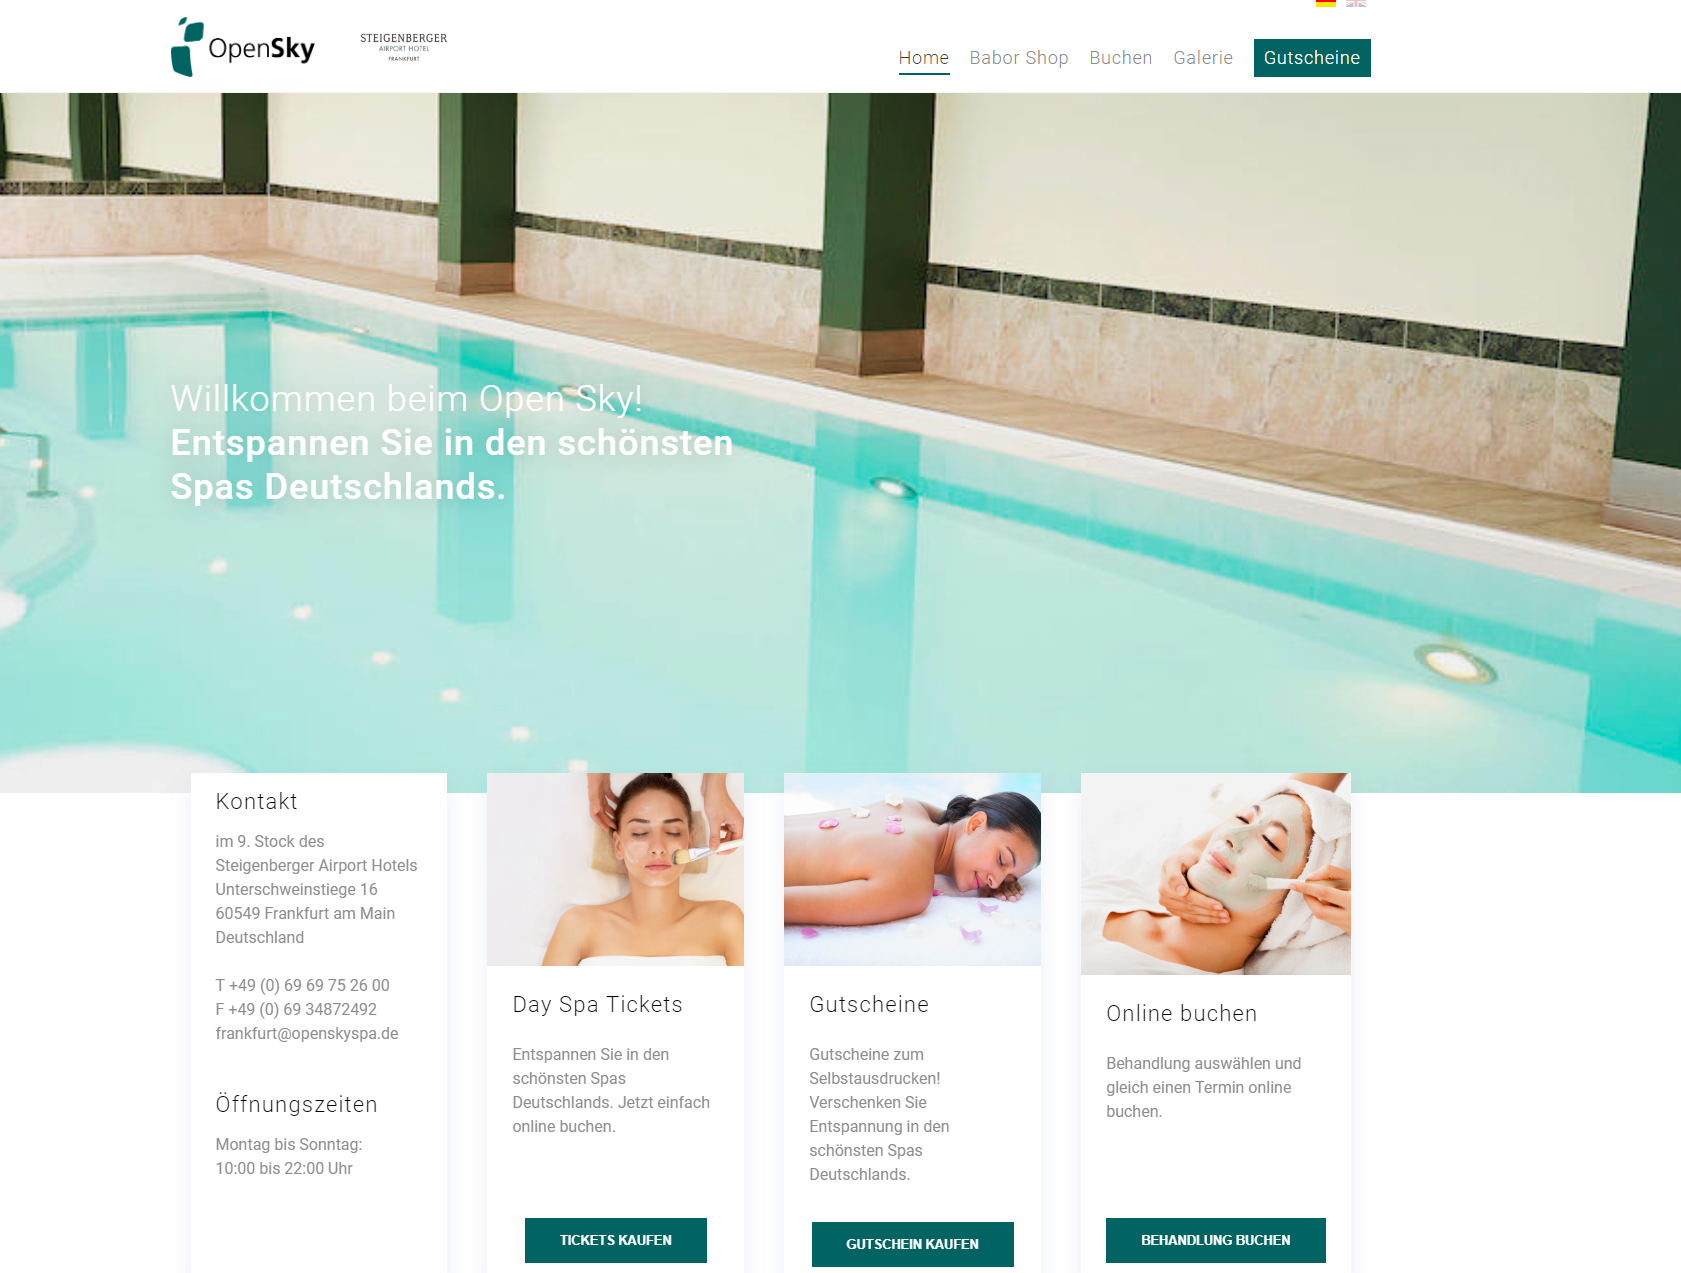 OpenSky
STEIGENBERGER
AIRPORT HOTEL
FRANKFURT
Home
Babor Shop
Buchen
Galerie
Gutscheine
Willkommen beim Open Sky!
Entspannen Sie in den schönsten
Spas Deutschlands.
Kontakt
im 9. Stock des
Steigenberger Airport Hotels
Unterschweinstiege 16
60549 Frankfurt am Main
Deutschland
T +49 (0) 69 69 75 26 00
F +49 (0) 69 34872492
frankfurt@openskyspa.de
Öffnungszeiten
Montag bis Sonntag:
10:00 bis 22:00 Uhr
Day Spa Tickets
Entspannen Sie in den
schönsten Spas
Deutschlands. Jetzt einfach
online buchen.
TICKETS KAUFEN
Gutscheine
Gutscheine zum
Selbstausdrucken!
Verschenken Sie
Entspannung in den
schönsten Spas
Deutschlands.
GUTSCHEIN KAUFEN
Online buchen
Behandlung auswählen und
gleich einen Termin online
buchen.
BEHANDLUNG BUCHEN